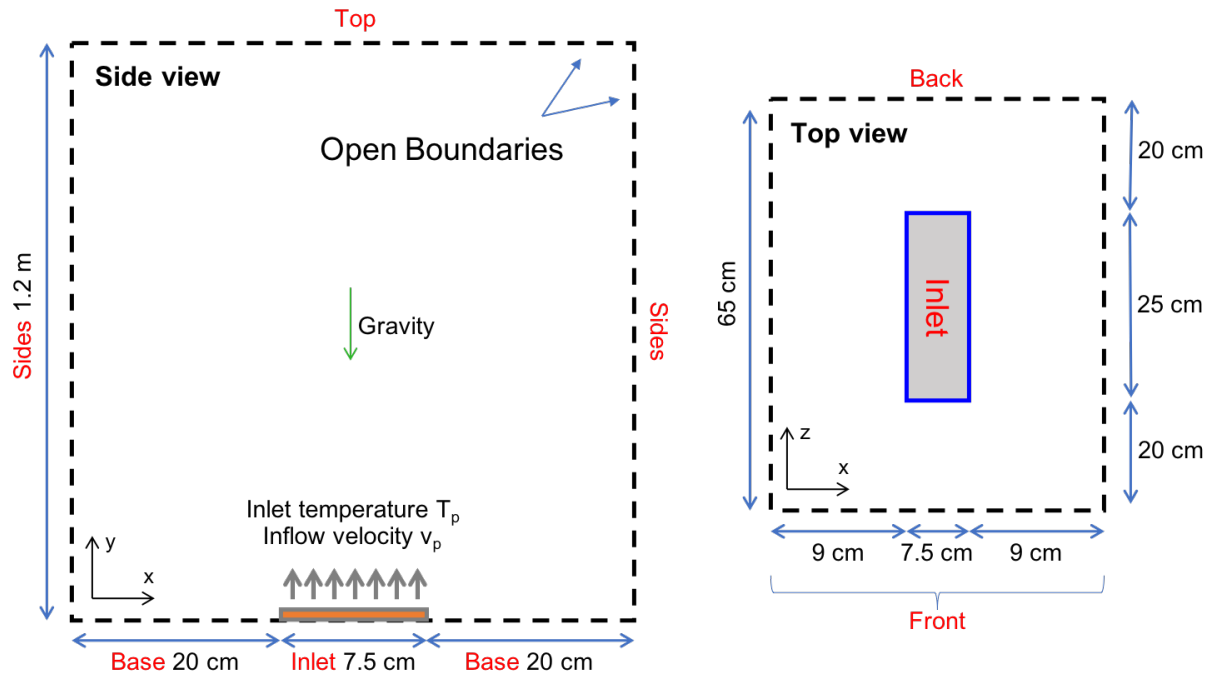 Top
Side view
Open Boundaries
Sides 1.2 m
Gravity
Sides
Inlet temperature Tp
Inflow velocity vp
y
x
Base 20 cm
Inlet 7.5 cm
Base 20 cm
Back
Top view
20 cm
65 cm
Inlet
25 cm
z
x
20 cm
9 cm
7.5 cm
9 cm
Front